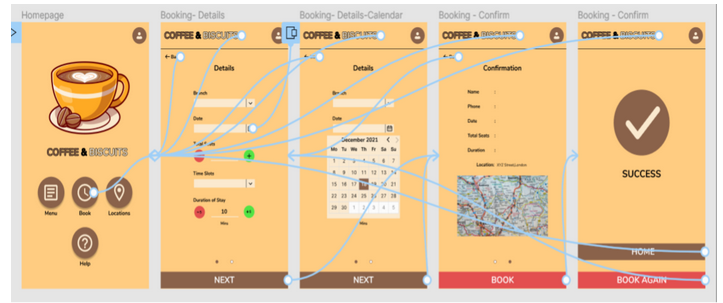 Homepage
COFFEE & BISCUITS
Menu
Book
Locations
Help
Booking- Details
COFFEE & BISCUITS
Details
Branch
Date
Total Seats
Time Slots
Duration of Stay
10
Mins
NEXT
Booking- Details-Calendar
COFFEE & BISCUITS
Details
Branch
Date
December 2021
Mo Tu We Th Fr Sa Su
1 2 3 4 5 6 7
8 9 10 11 12 13 14
15 16 17 18 19 20 21
22 23 24 25 26 27 28
29 30 1 2 3 4 5
Mins
NEXT
Booking - Confirm
COFFEE & BISCUITS
Confirmation
Name :
Phone :
Date :
Total Seats :
Duration :
Location: XYZ Street,London
BOOK
Booking - Confirm
COFFEE & BISCUITS
SUCCESS
HOME
BOOK AGAIN